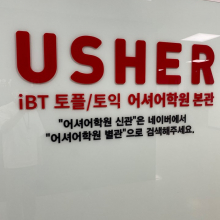 USHER
iBT 토플/토익 어셔어학원 본관
"어셔어학원 신관"은 네이버에서
"어셔어학원 별관"으로 검색해주세요.